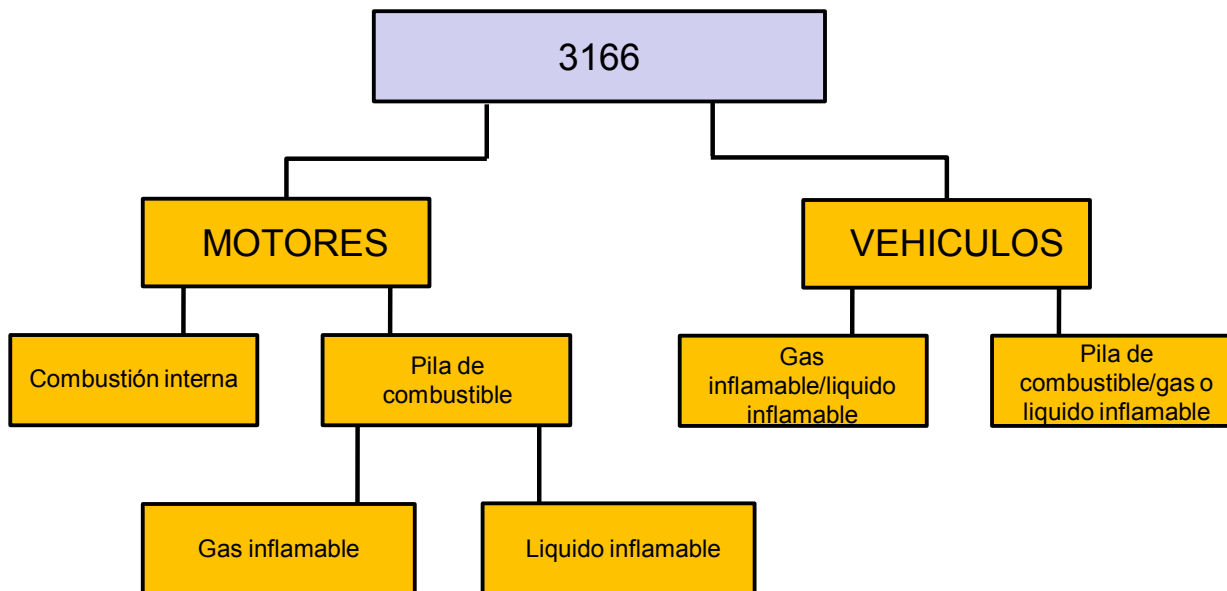 3166
MOTORES
VEHICULOS
Combustión interna
Pila de
combustible
Gas
inflamable/liquido
inflamable
Pila de
combustible/gas o
liquido inflamable
Gas inflamable
Liquido inflamable